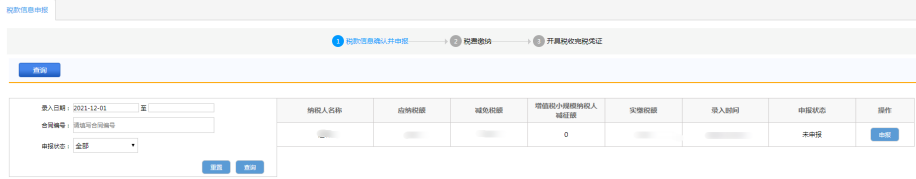 税款信息申报
1 税款信息确认并申报 2 税费缴纳 3 开具税收完税凭证
查询
录入日期： 2021-12-01 至
合同编号： 请填写合同编号
申报状态： 全部
重置 查询
纳税人名称 应纳税额 减免税额 增值税小规模纳税人减征额 实缴税额 录入时间 申报状态 操作
0 未申报 申报